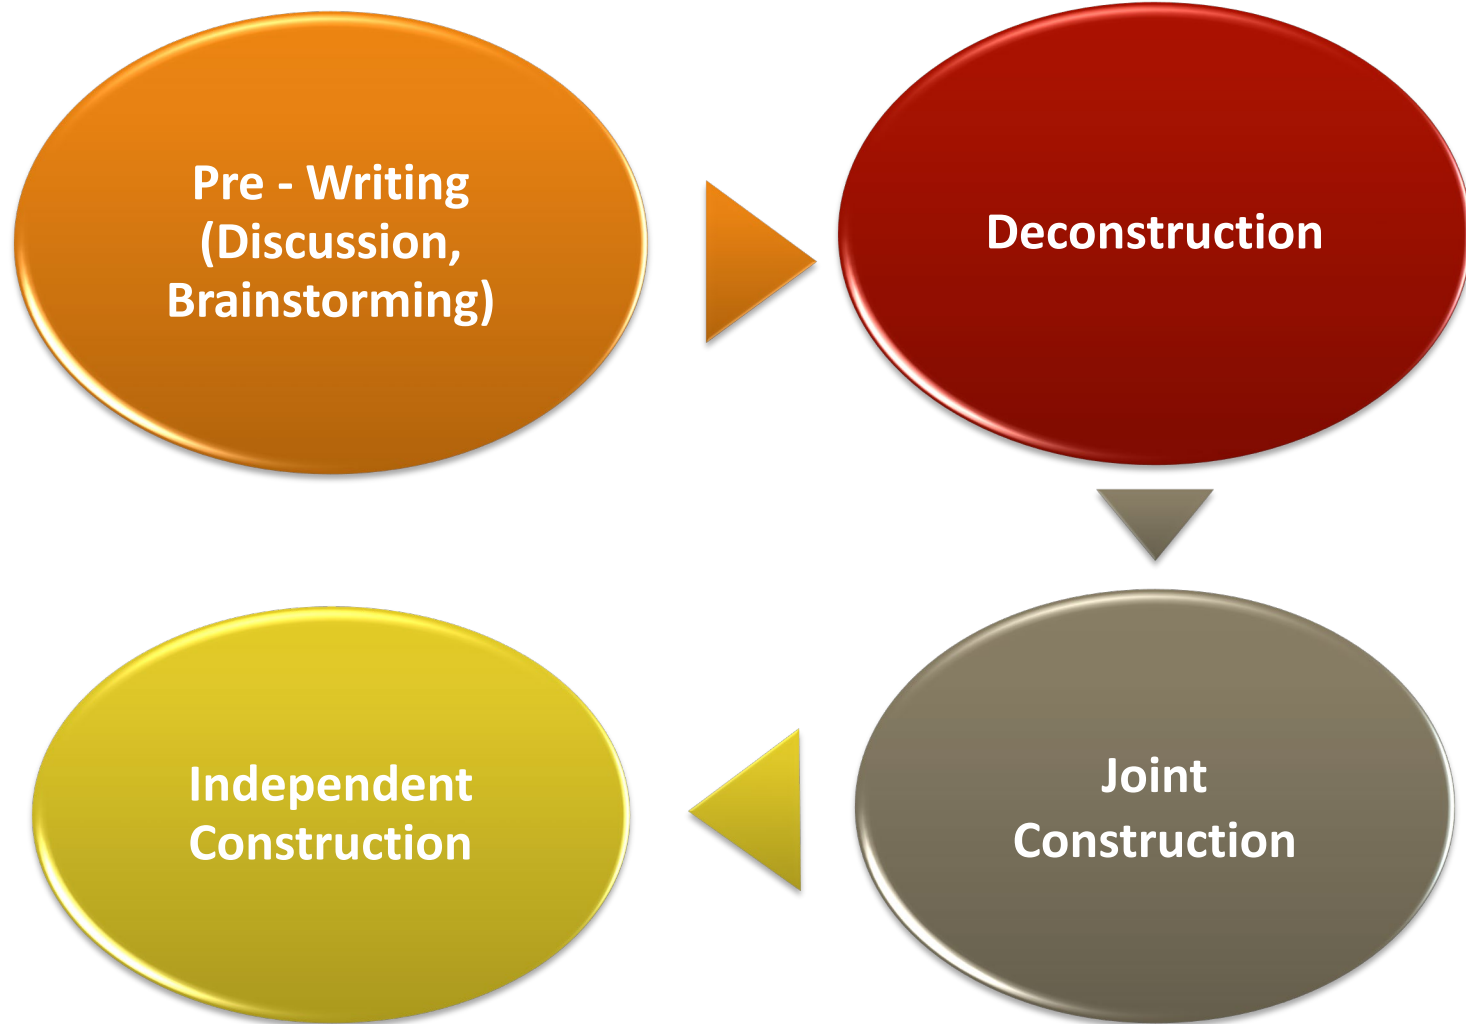 Pre - Writing
(Discussion,
Brainstorming)
Deconstruction
Joint
Construction
Independent
Construction